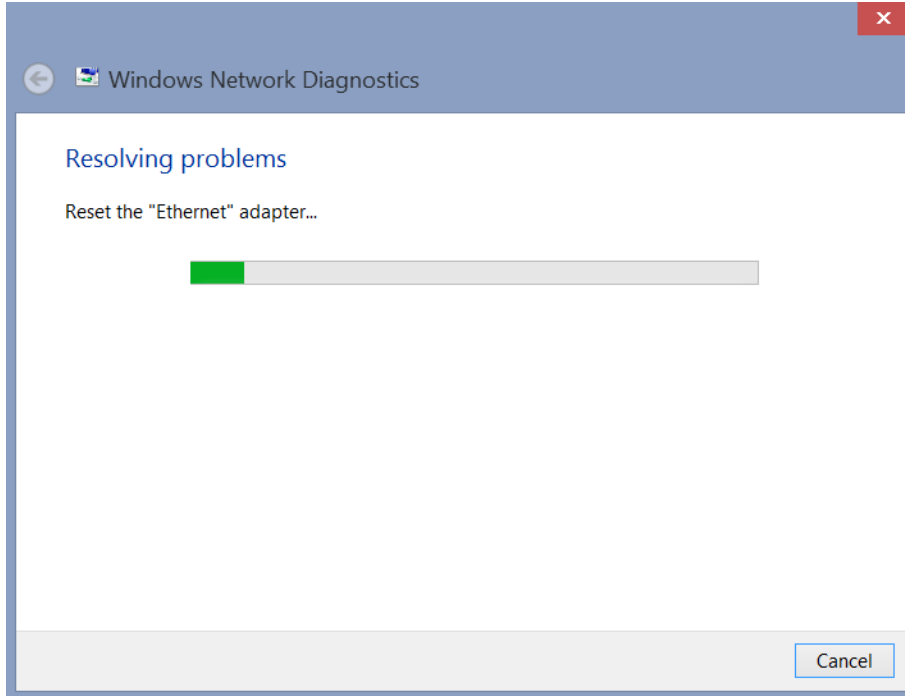 Windows Network Diagnostics
Resolving problems
Reset the "Ethernet" adapter...
Cancel